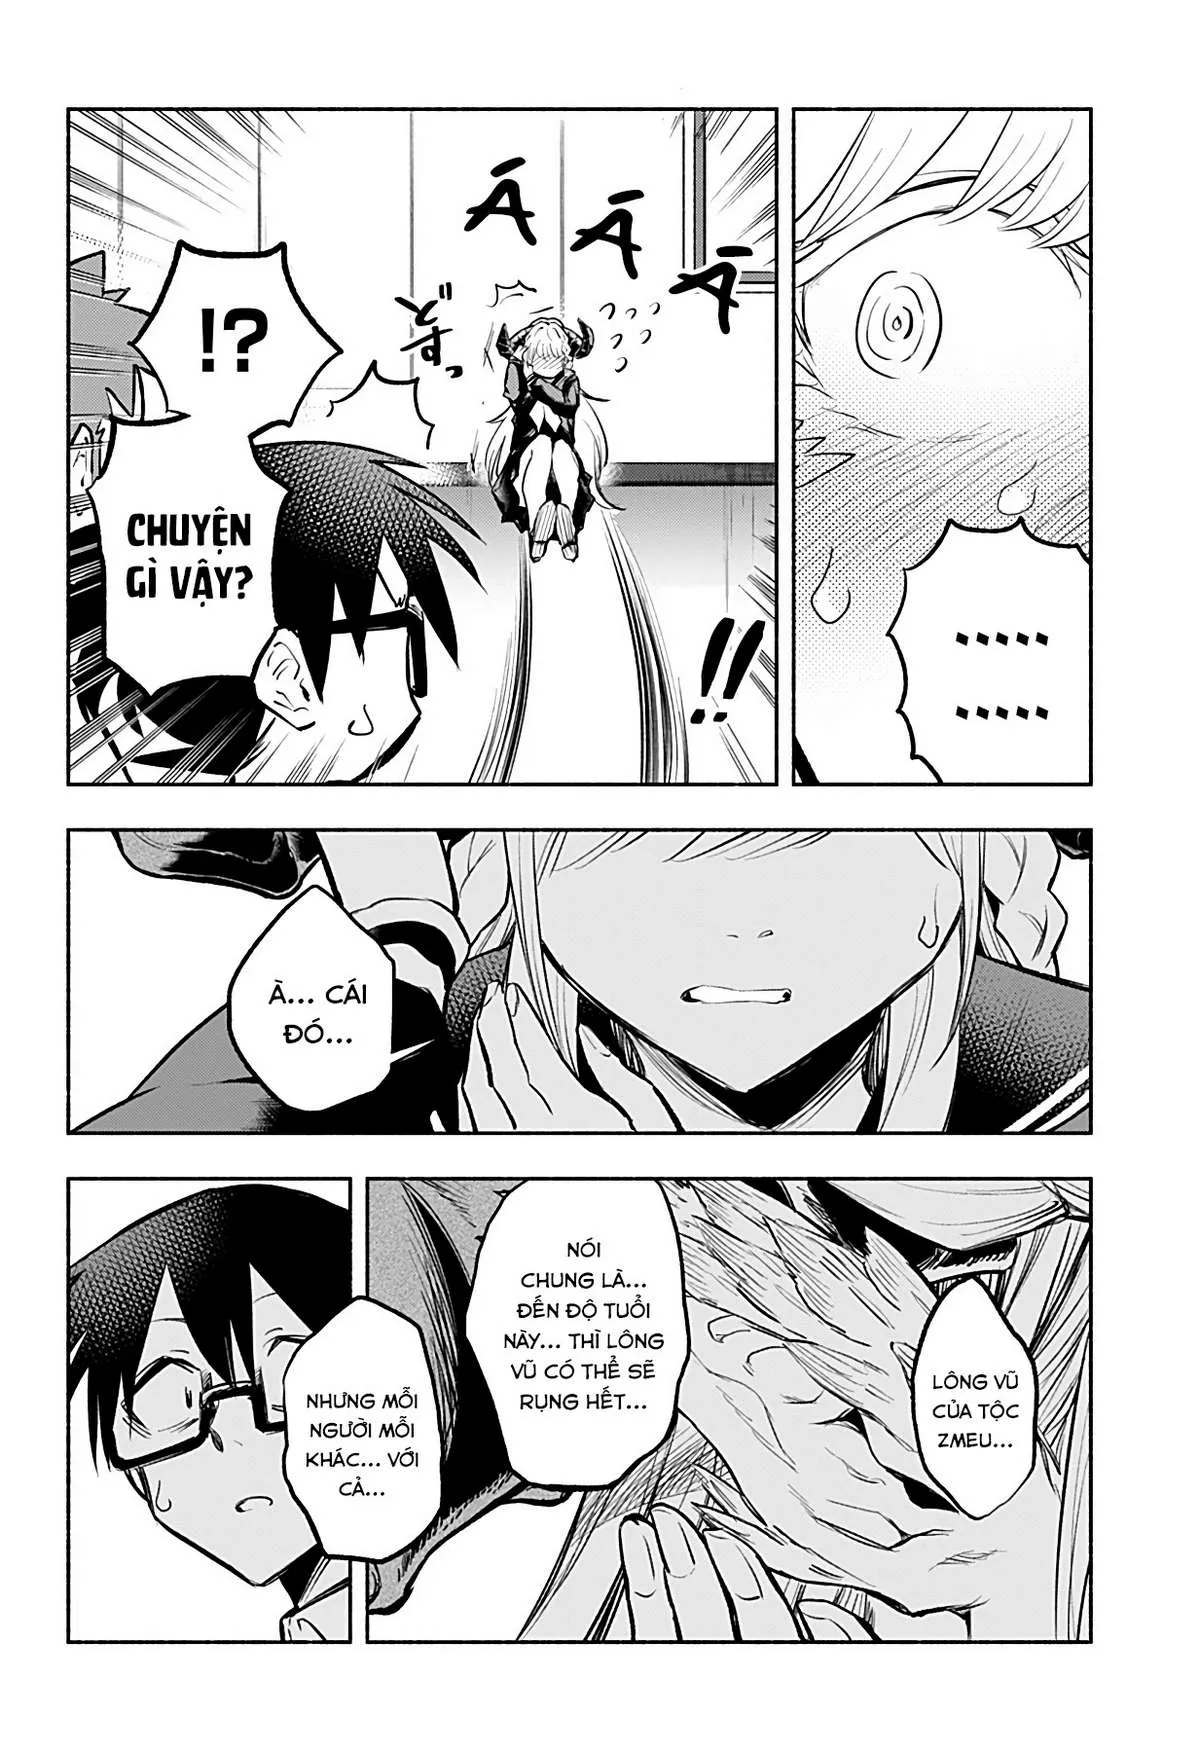 .....
.....
Á
Á
Á
どすっ
!!
!?
CHUYỆN
GÌ VẬY?
À... CÁI
ĐÓ...
LÔNG VŨ
CỦA TỘC
ZMEU...
NÓI
CHUNG LÀ...
ĐẾN ĐỘ TUỔI
NÀY... THÌ LÔNG
VŨ CÓ THỂ SẼ
RỤNG HẾT...
NHƯNG MỖI
NGƯỜI MỖI
KHÁC... VỚI
CẢ...